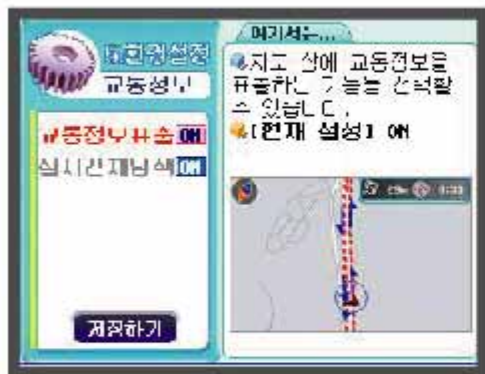 환경설정
교통정보
교통정보표출 ON
실시간재탐색 ON
저장하기
여기서는...
지도 상에 교통정보를
표출하는 기능을 선택할
수 있습니다.
[현재 설정] ON